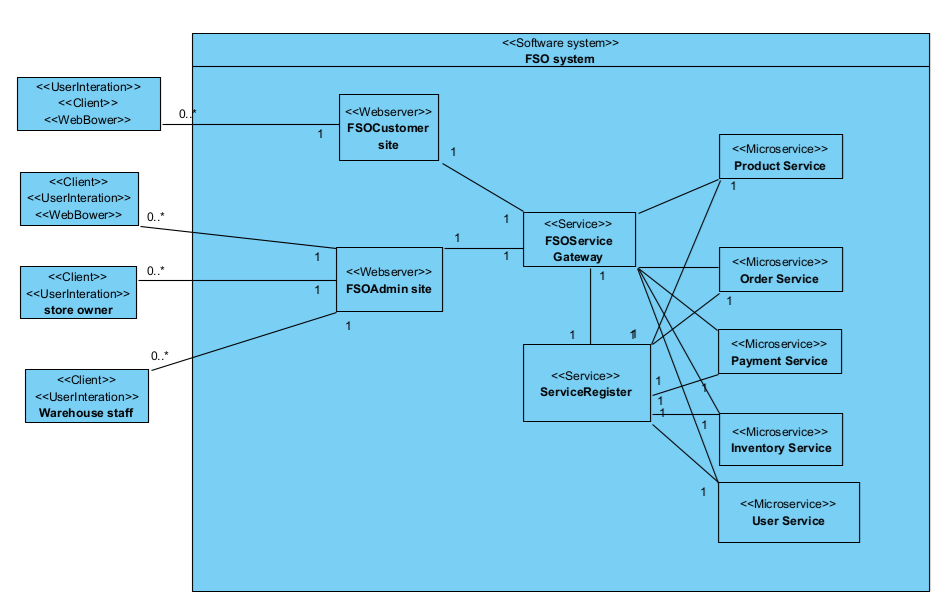 <<Software system>>
FSO system
<<UserInteration>>
<<Client>>
<<WebBower>>
0..*
1
<<Webserver>>
FSOCustomer
site
1
<<Microservice>>
Product Service
1
<<Client>>
<<UserInteration>>
<<WebBower>>
0..*
1
<<Service>>
FSOService
Gateway
1
1
1
1
<<Webserver>>
FSOAdmin site
<<Microservice>>
Order Service
1
<<Client>>
<<UserInteration>>
store owner
0..*
1
1
1
1
1
<<Microservice>>
Payment Service
<<Service>>
ServiceRegister
1
1
1
1
0..*
<<Client>>
<<UserInteration>>
Warehouse staff
<<Microservice>>
Inventory Service
1
1
<<Microservice>>
User Service